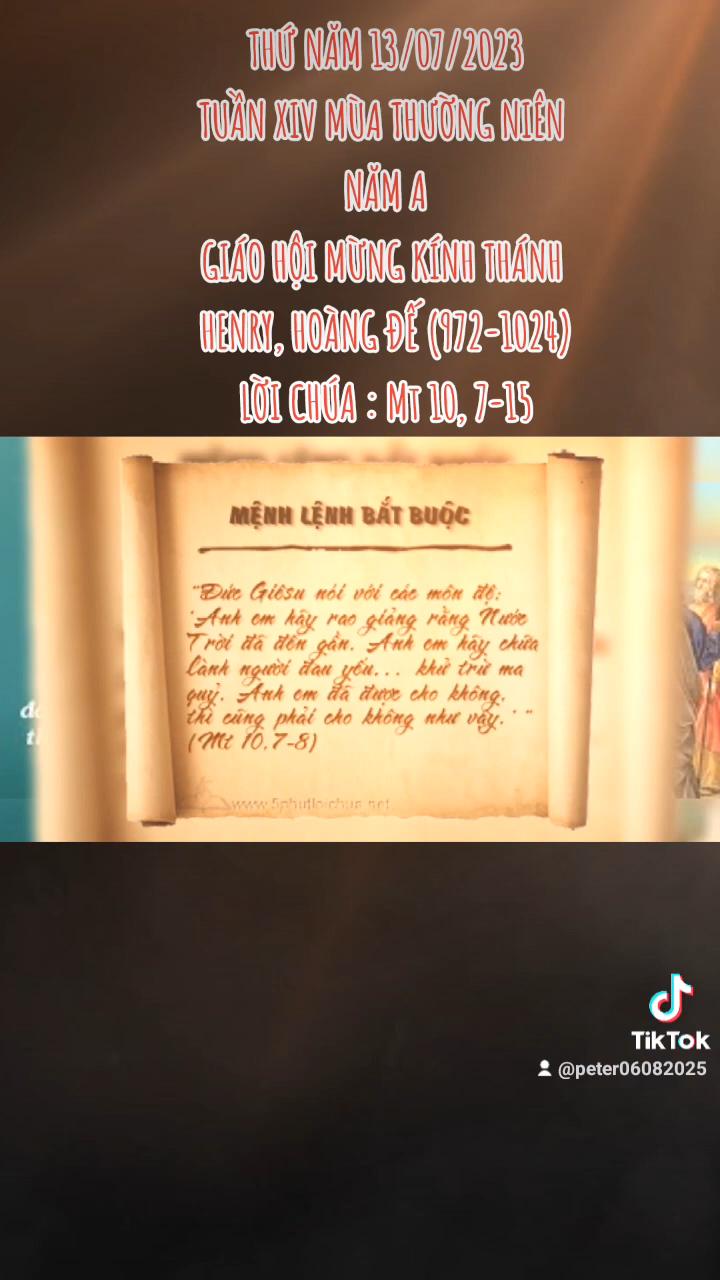 THỨ NĂM 13/07/2023
TUẦN XIV MÙA THƯỜNG NIÊN
NĂM A
GIÁO HỘI MỪNG KÍNH THÁNH
HENRY, HOÀNG ĐẾ (972-1024)
LỜI CHÚA : MT 10, 7-15
MỆNH LỆNH BẮT BUỘC
"Đức Giêsu nói với các môn đệ:
'Anh em hãy rao giảng rằng Nước
Trời đã đến gần. Anh em hãy chữa
lành người đau yếu... khử trừ ma
quỷ. Anh em đã được cho không,
thì cũng phải cho không như vậy.' "
(Mt 10,7-8)
www.5phutloichua.net
TikTok
@peter06082025